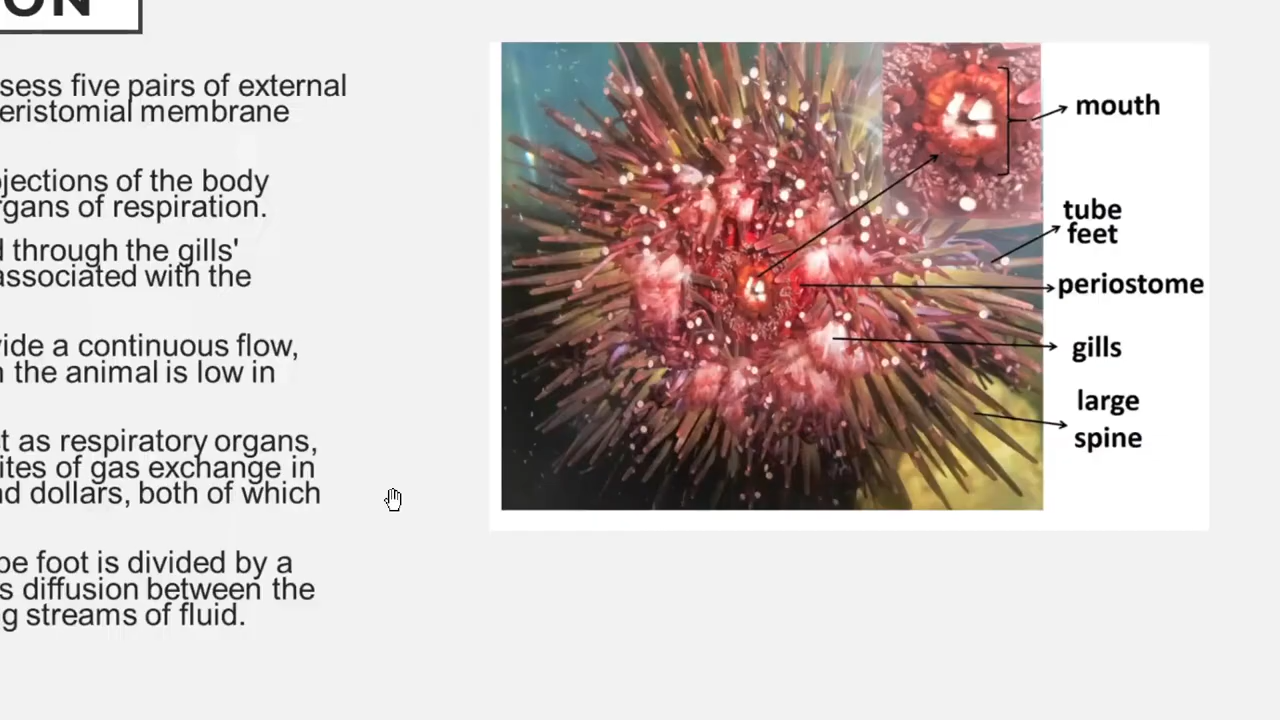 ON
sess five pairs of external
eristomial membrane
jections of the body
rgans of respiration.
d through the gills'
associated with the
vide a continuous flow,
n the animal is low in
t as respiratory organs,
ites of gas exchange in
nd dollars, both of which
be foot is divided by a
s diffusion between the
g streams of fluid.
mouth
tube
feet
periostome
gills
large
spine